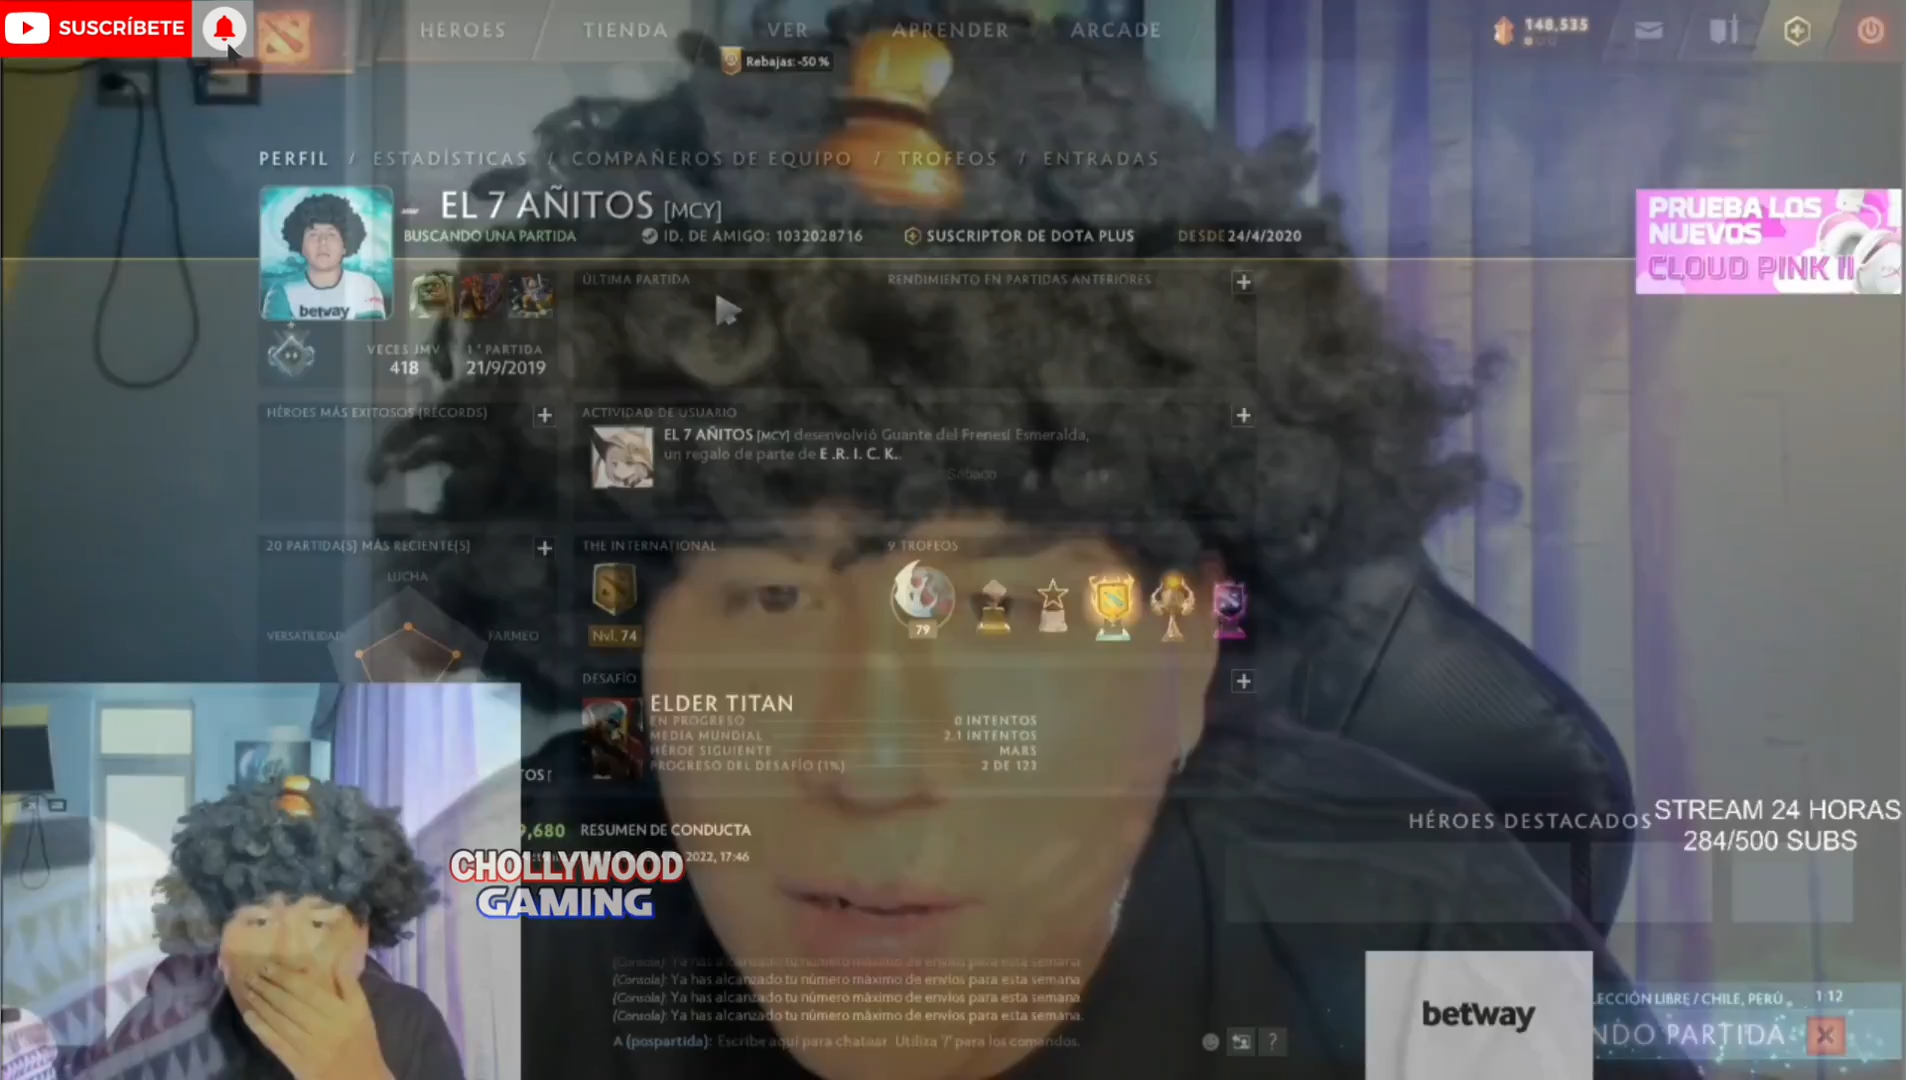 SUSCRÍBETE
HÉROES
TIENDA
VER
APRENDER
ARCADE
148,535
Rebajas: -50 %
PERFIL / ESTADÍSTICAS / COMPAÑEROS DE EQUIPO / TROFEOS / ENTRADAS
EL 7 AÑITOS [MCY]
BUSCANDO UNA PARTIDA
ID. DE AMIGO: 1032028716
SUSCRIPTOR DE DOTA PLUS
DESDE 24/4/2020
PRUEBA LOS
NUEVOS
CLOUD PINK II
betway
VECES JMV
418
1ª PARTIDA
21/9/2019
ÚLTIMA PARTIDA
RENDIMIENTO EN PARTIDAS ANTERIORES
HÉROES MÁS EXITOSOS (RÉCORDS)
ACTIVIDAD DE USUARIO
EL 7 AÑITOS [MCY] desenvolvió Guante del Frenesí Esmeralda,
un regalo de parte de E .R. I. C. K..
Sábado
20 PARTIDA(S) MÁS RECIENTE(S)
LUCHA
VERSATILIDAD
FARMEO
THE INTERNATIONAL
Nvl. 74
9 TROFEOS
79
DESAFÍO
ELDER TITAN
EN PROGRESO 0 INTENTOS
MEDIA MUNDIAL 2.1 INTENTOS
HÉROE SIGUIENTE MARS
PROGRESO DEL DESAFÍO (1%) 2 DE 123
TOS [
9,680 RESUMEN DE CONDUCTA
2022, 17:46
CHOLLYWOOD
GAMING
HÉROES DESTACADOS
STREAM 24 HORAS
284/500 SUBS
(Consola): Ya has alcanzado tu número máximo de envíos para esta semana
(Consola): Ya has alcanzado tu número máximo de envíos para esta semana
(Consola): Ya has alcanzado tu número máximo de envíos para esta semana
(Consola): Ya has alcanzado tu número máximo de envíos para esta semana.
A (pospartida): Escribe aquí para chatear. Utiliza '/' para los comandos.
betway
LECCIÓN LIBRE / CHILE, PERÚ
1:12
NDO PARTIDA